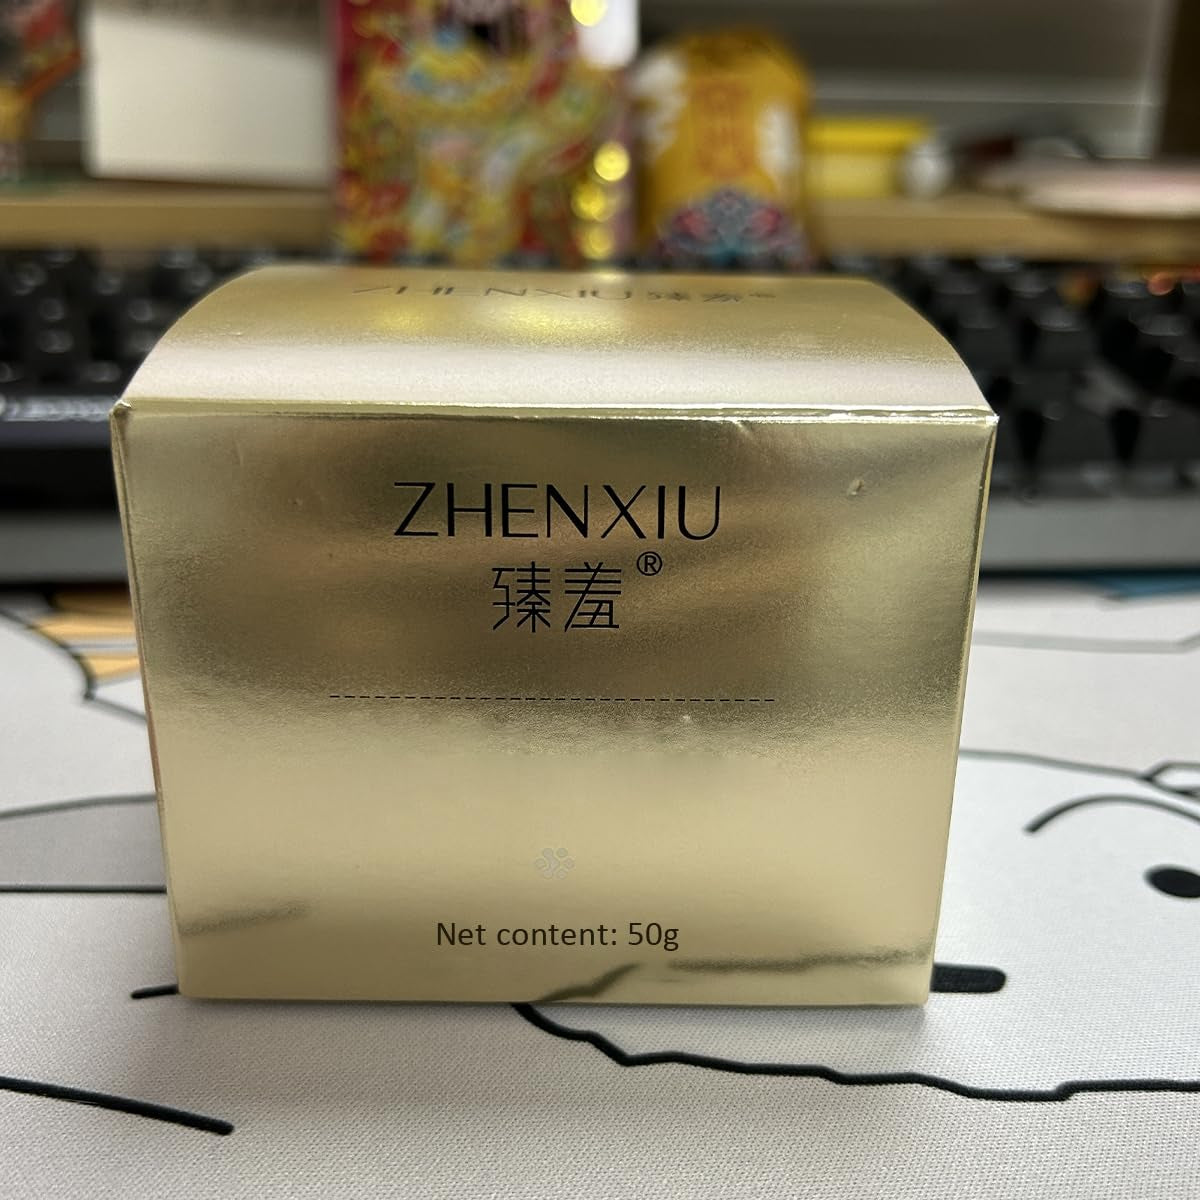 ZHENXIU 臻羞
ZHENXIU
臻羞®
Net content: 50g